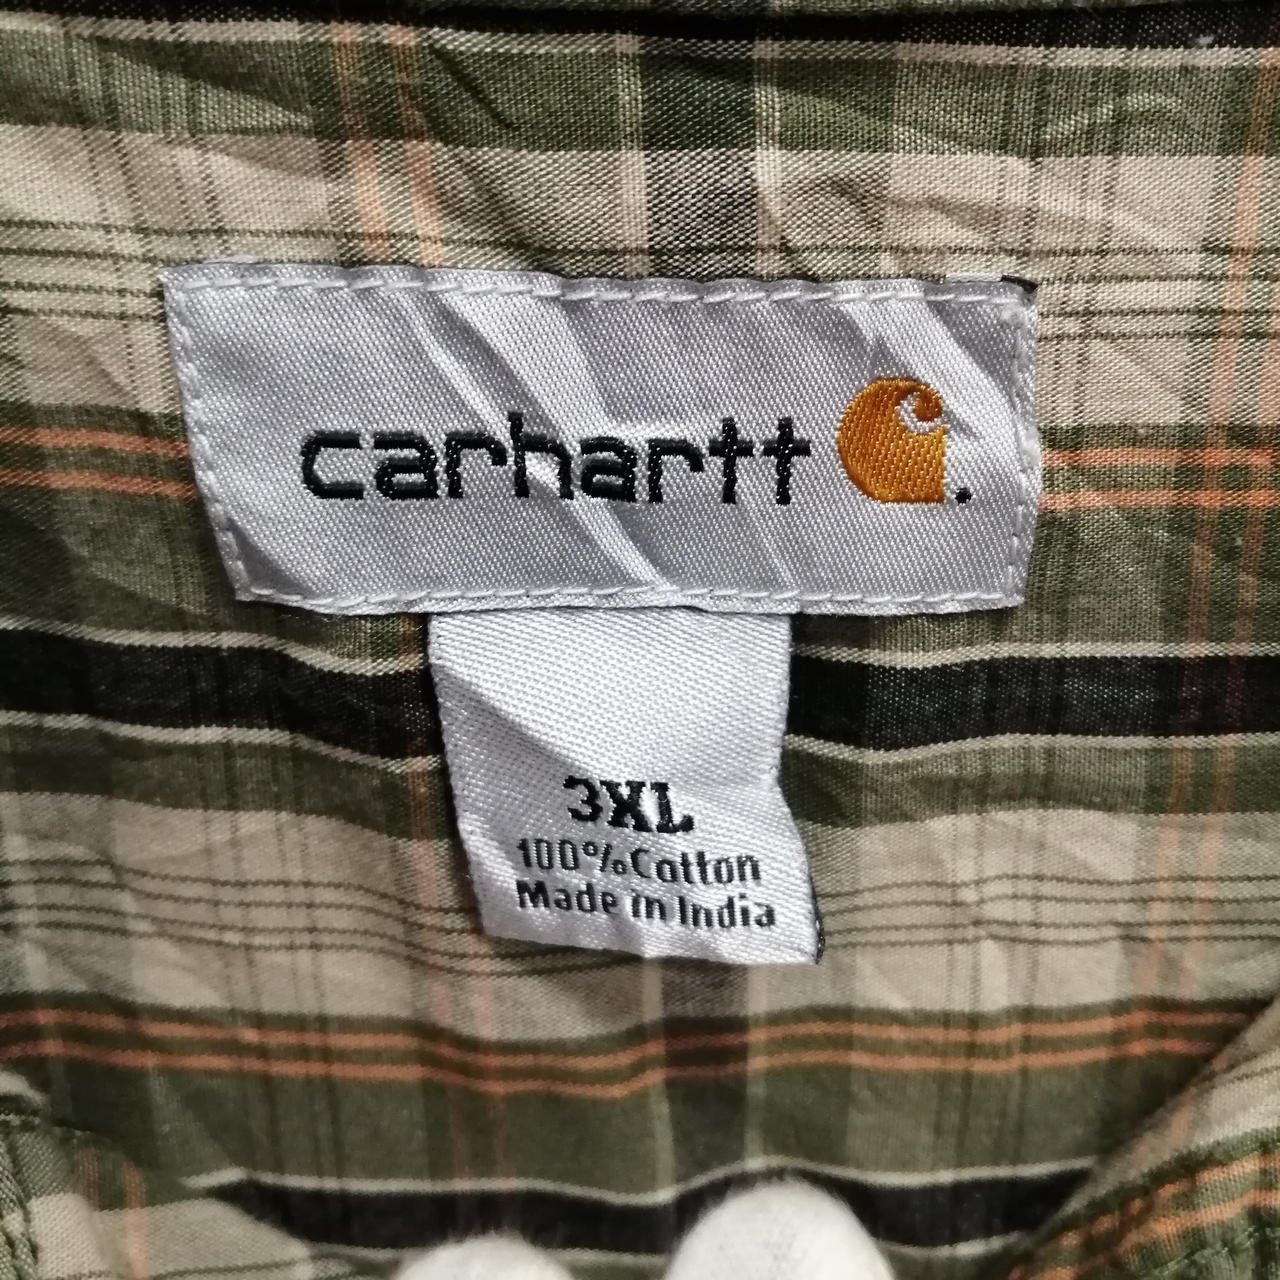 carhartt
3XL
100%Cotton
Made in India